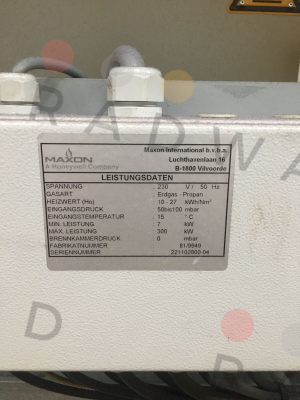 MAXON
A Honeywell Company
Maxon International b.v.b.a.
Luchthavenlaan 16
B-1800 Vilvoorde
LEISTUNGSDATEN
SPANNUNG 230 V / 50 Hz
GASART Erdgas - Propan
HEIZWERT (Ho) 10 - 27 kWh/Nm³
EINGANGSDRUCK 50bis100 mbar
EINGANGSTEMPERATUR 15 ° C
MIN. LEISTUNG 7 kW
MAX. LEISTUNG 300 kW
BRENNKAMMERDRUCK 0 mbar
FABRIKATNUMMER 81/9949
SERIENNUMMER 221102800-04